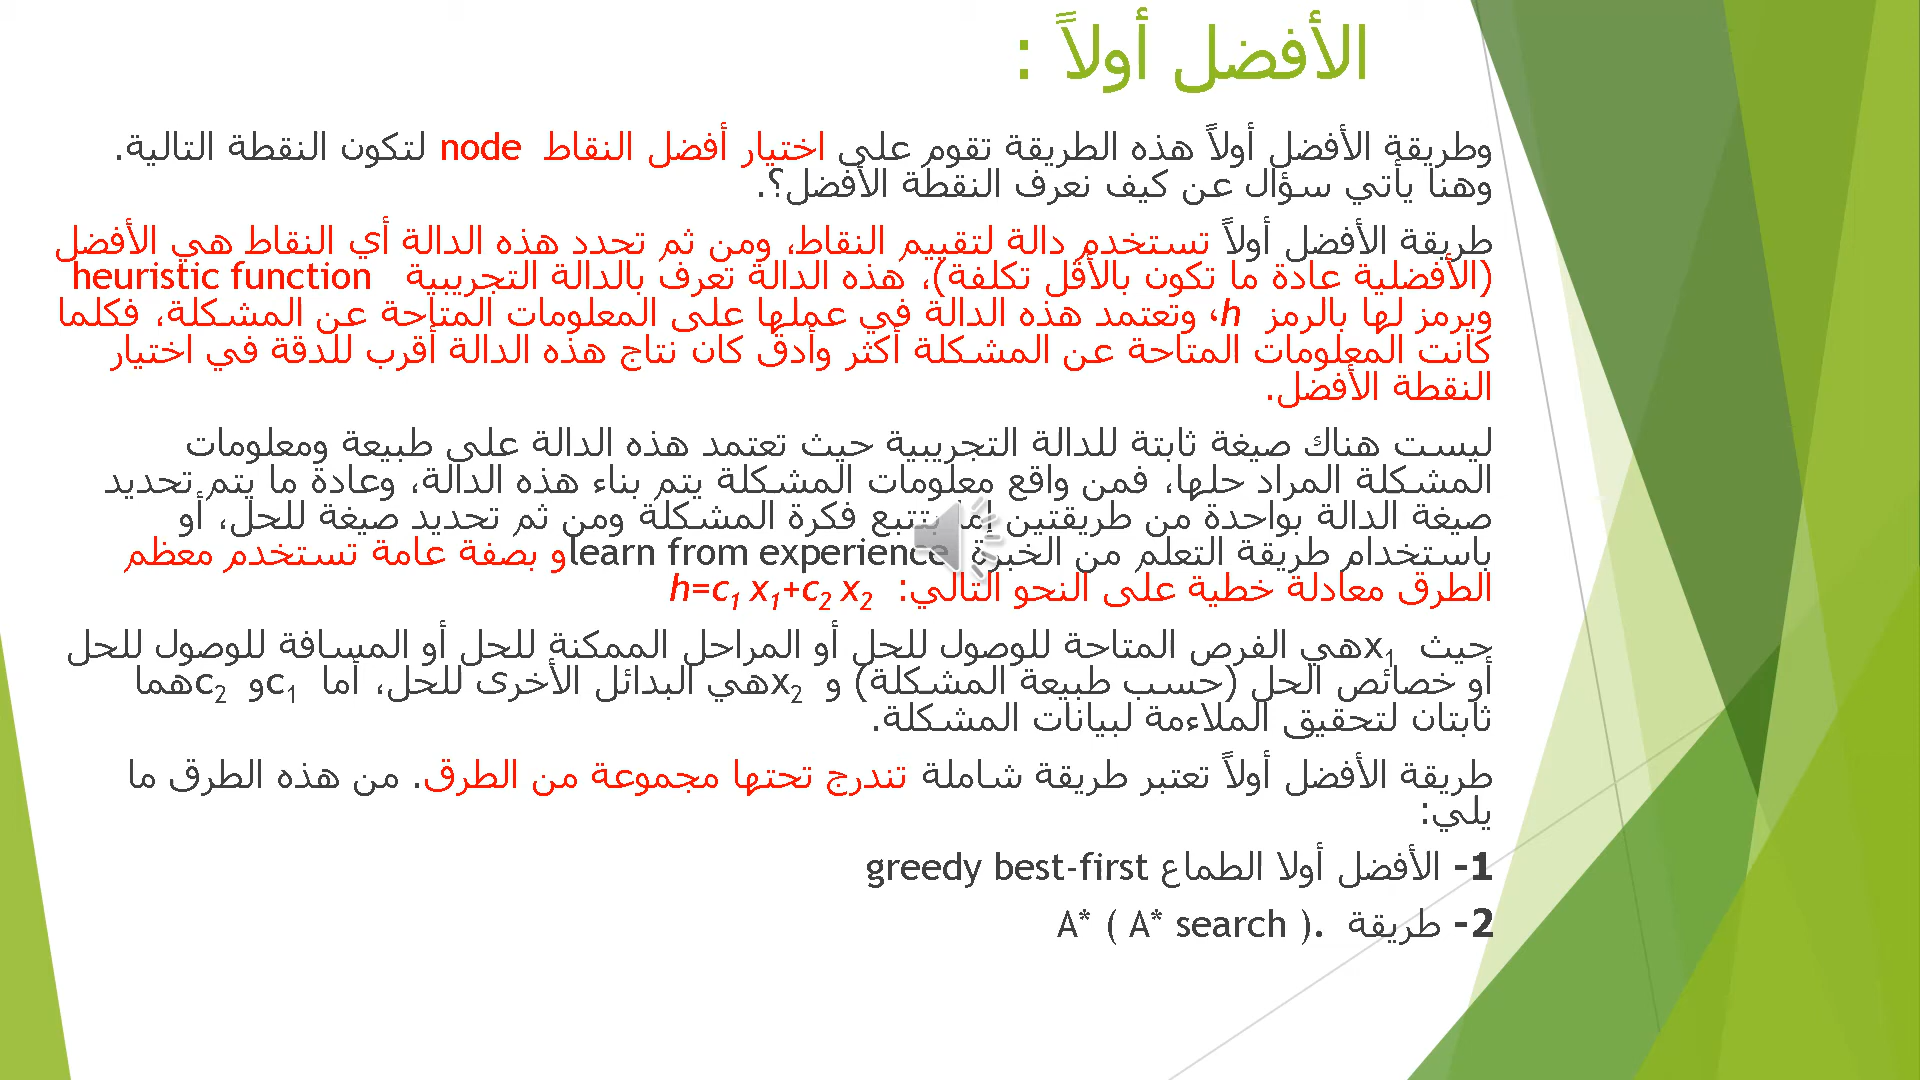 الأفضل أولاً :
وطريقة الأفضل أولاً هذه الطريقة تقوم على اختيار أفضل النقاط node لتكون النقطة التالية.
وهنا يأتي سؤال عن كيف نعرف النقطة الأفضل؟.
طريقة الأفضل أولاً تستخدم دالة لتقييم النقاط، ومن ثم تحدد هذه الدالة أي النقاط هي الأفضل
(الأفضلية عادة ما تكون بالأقل تكلفة)، هذه الدالة تعرف بالدالة التجريبية heuristic function
ويرمز لها بالرمز h، وتعتمد هذه الدالة في عملها على المعلومات المتاحة عن المشكلة، فكلما
كانت المعلومات المتاحة عن المشكلة أكثر وأدق كان نتاج هذه الدالة أقرب للدقة في اختيار
النقطة الأفضل.
ليست هناك صيغة ثابتة للدالة التجريبية حيث تعتمد هذه الدالة على طبيعة ومعلومات
المشكلة المراد حلها، فمن واقع معلومات المشكلة يتم بناء هذه الدالة، وعادة ما يتم تحديد
صيغة الدالة بواحدة من طريقتين إما بتتبع فكرة المشكلة ومن ثم تحديد صيغة للحل، أو
باستخدام طريقة التعلم من الخبرة learn from experience و بصفة عامة تستخدم معظم
الطرق معادلة خطية على النحو التالي: h=c₁ x₁+c₂ x₂
حيث x₁ هي الفرص المتاحة للوصول للحل أو المراحل الممكنة للحل أو المسافة للوصول للحل
أو خصائص الحل (حسب طبيعة المشكلة) و x₂ هي البدائل الأخرى للحل، أما c₁ و c₂ هما
ثابتان لتحقيق الملاءمة لبيانات المشكلة.
طريقة الأفضل أولاً تعتبر طريقة شاملة تندرج تحتها مجموعة من الطرق. من هذه الطرق ما
يلي:
1- الأفضل أولا الطماع greedy best-first
2- طريقة A* ( A* search ).